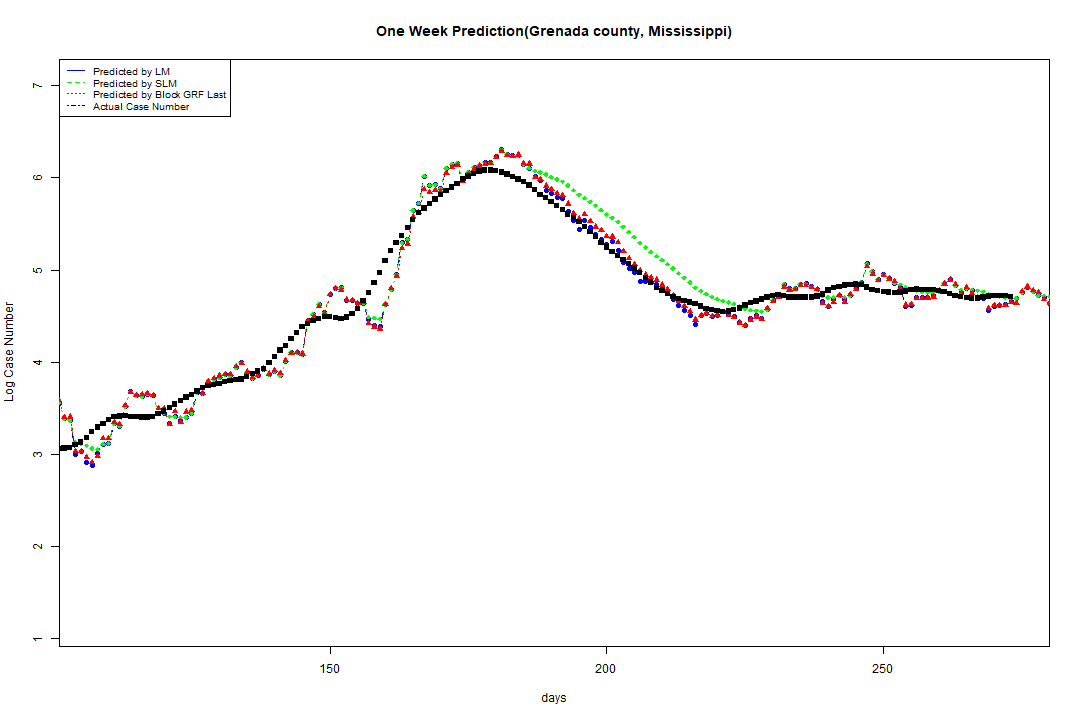 One Week Prediction(Grenada county, Mississippi)
Predicted by LM
Predicted by SLM
Predicted by Block GRF Last
Actual Case Number
7
6
5
4
3
2
1
Log Case Number
150 200 250
days